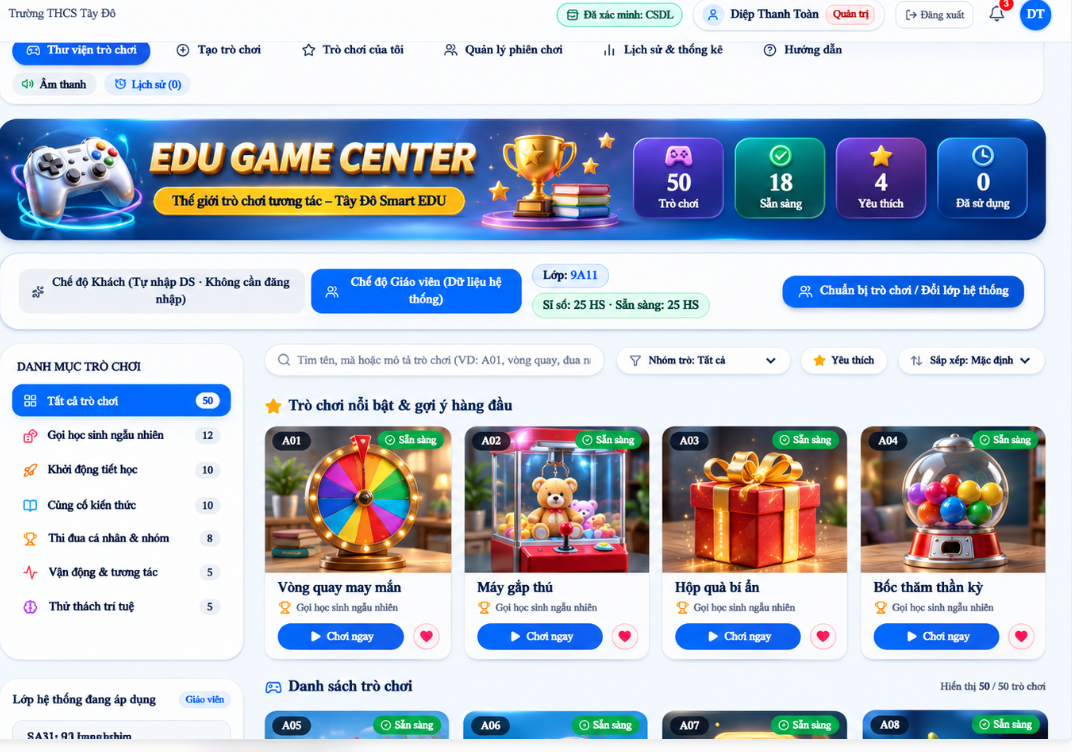 Trường THCS Tây Đô
Đã xác minh: CSDL
Diệp Thanh Toàn
Quản trị
Đăng xuất
3
DT
Thư viện trò chơi
Tạo trò chơi
Trò chơi của tôi
Quản lý phiên chơi
Lịch sử & thống kê
Hướng dẫn
Âm thanh
Lịch sử (0)
EDU GAME CENTER
Thế giới trò chơi tương tác – Tây Đô Smart EDU
50
Trò chơi
18
Sẵn sàng
4
Yêu thích
0
Đã sử dụng
Chế độ Khách (Tự nhập DS · Không cần đăng
nhập)
Chế độ Giáo viên (Dữ liệu hệ
thống)
Lớp: 9A11
Sĩ số: 25 HS · Sẵn sàng: 25 HS
Chuẩn bị trò chơi / Đổi lớp hệ thống
DANH MỤC TRÒ CHƠI
Tất cả trò chơi 50
Gọi học sinh ngẫu nhiên 12
Khởi động tiết học 10
Củng cố kiến thức 10
Thi đua cá nhân & nhóm 8
Vận động & tương tác 5
Thử thách trí tuệ 5
Lớp hệ thống đang áp dụng
Giáo viên
Tìm tên, mã hoặc mô tả trò chơi (VD: A01, vòng quay, đua n
Nhóm trò: Tất cả
Yêu thích
Sắp xếp: Mặc định
Trò chơi nổi bật & gợi ý hàng đầu
A01
Sẵn sàng
Vòng quay may mắn
Gọi học sinh ngẫu nhiên
Chơi ngay
A02
Sẵn sàng
Máy gắp thú
Gọi học sinh ngẫu nhiên
Chơi ngay
A03
Sẵn sàng
Hộp quà bí ẩn
Gọi học sinh ngẫu nhiên
Chơi ngay
A04
Sẵn sàng
Bốc thăm thần kỳ
Gọi học sinh ngẫu nhiên
Chơi ngay
Danh sách trò chơi
Hiển thị 50 / 50 trò chơi
A05
Sẵn sàng
A06
Sẵn sàng
A07
Sẵn sàng
A08
Sẵn sàng